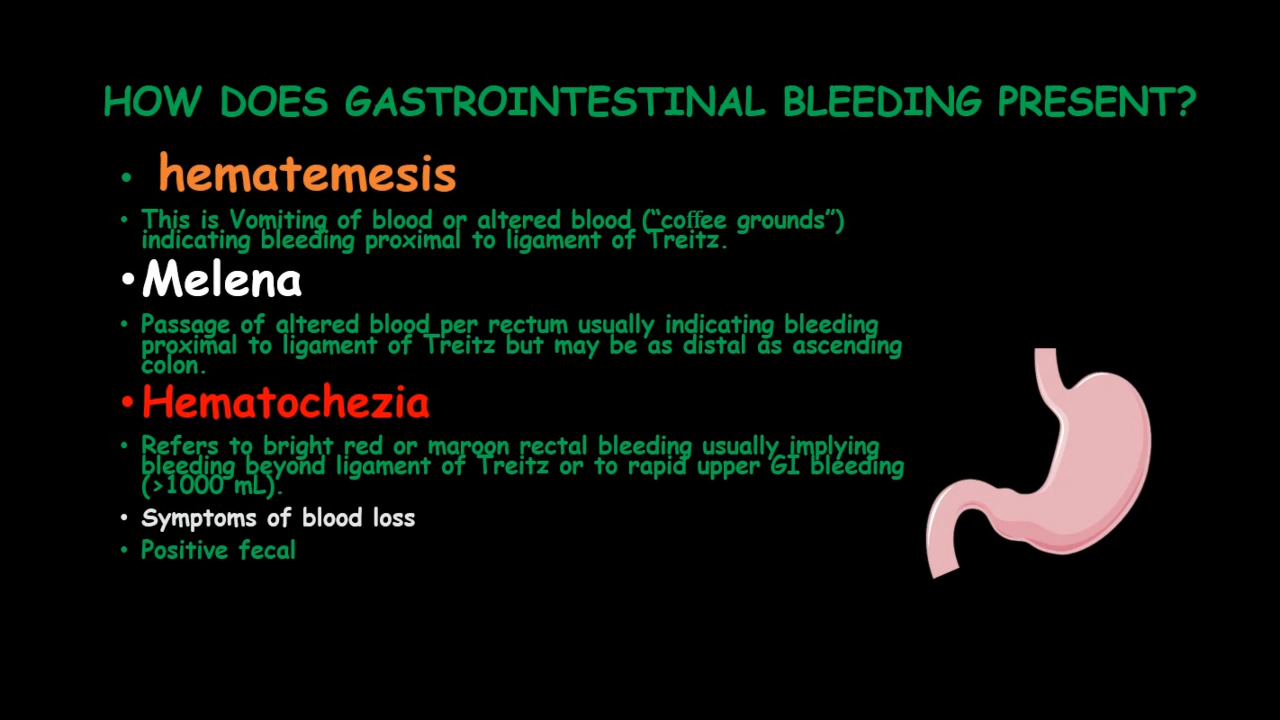 HOW DOES GASTROINTESTINAL BLEEDING PRESENT?
• hematemesis
• This is Vomiting of blood or altered blood (“coffee grounds”)
indicating bleeding proximal to ligament of Treitz.
• Melena
• Passage of altered blood per rectum usually indicating bleeding
proximal to ligament of Treitz but may be as distal as ascending
colon.
• Hematochezia
• Refers to bright red or maroon rectal bleeding usually implying
bleeding beyond ligament of Treitz or to rapid upper GI bleeding
(>1000 mL).
• Symptoms of blood loss
• Positive fecal